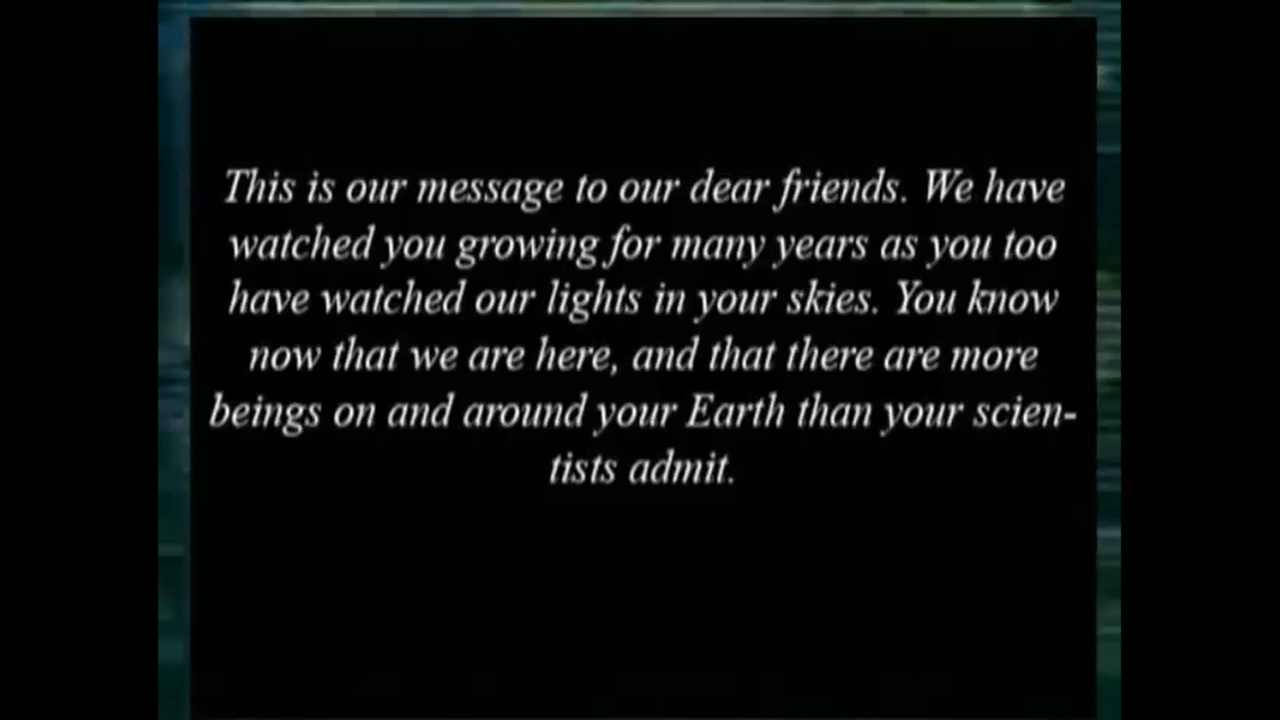 This is our message to our dear friends. We have
watched you growing for many years as you too
have watched our lights in your skies. You know
now that we are here, and that there are more
beings on and around your Earth than your scien-
tists admit.